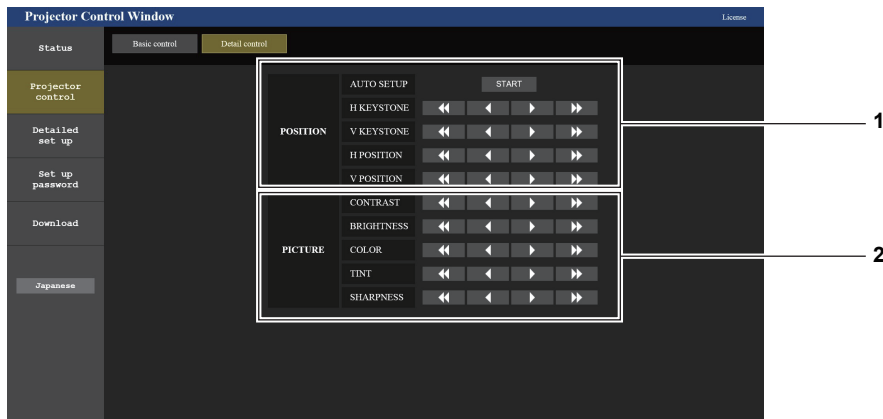 Projector Control Window
License
Status
Basic control
Detail control
Projector
control
Detailed
set up
Set up
password
Download
Japanese
POSITION
AUTO SETUP
START
H KEYSTONE
V KEYSTONE
H POSITION
V POSITION
1
PICTURE
CONTRAST
BRIGHTNESS
COLOR
TINT
SHARPNESS
2